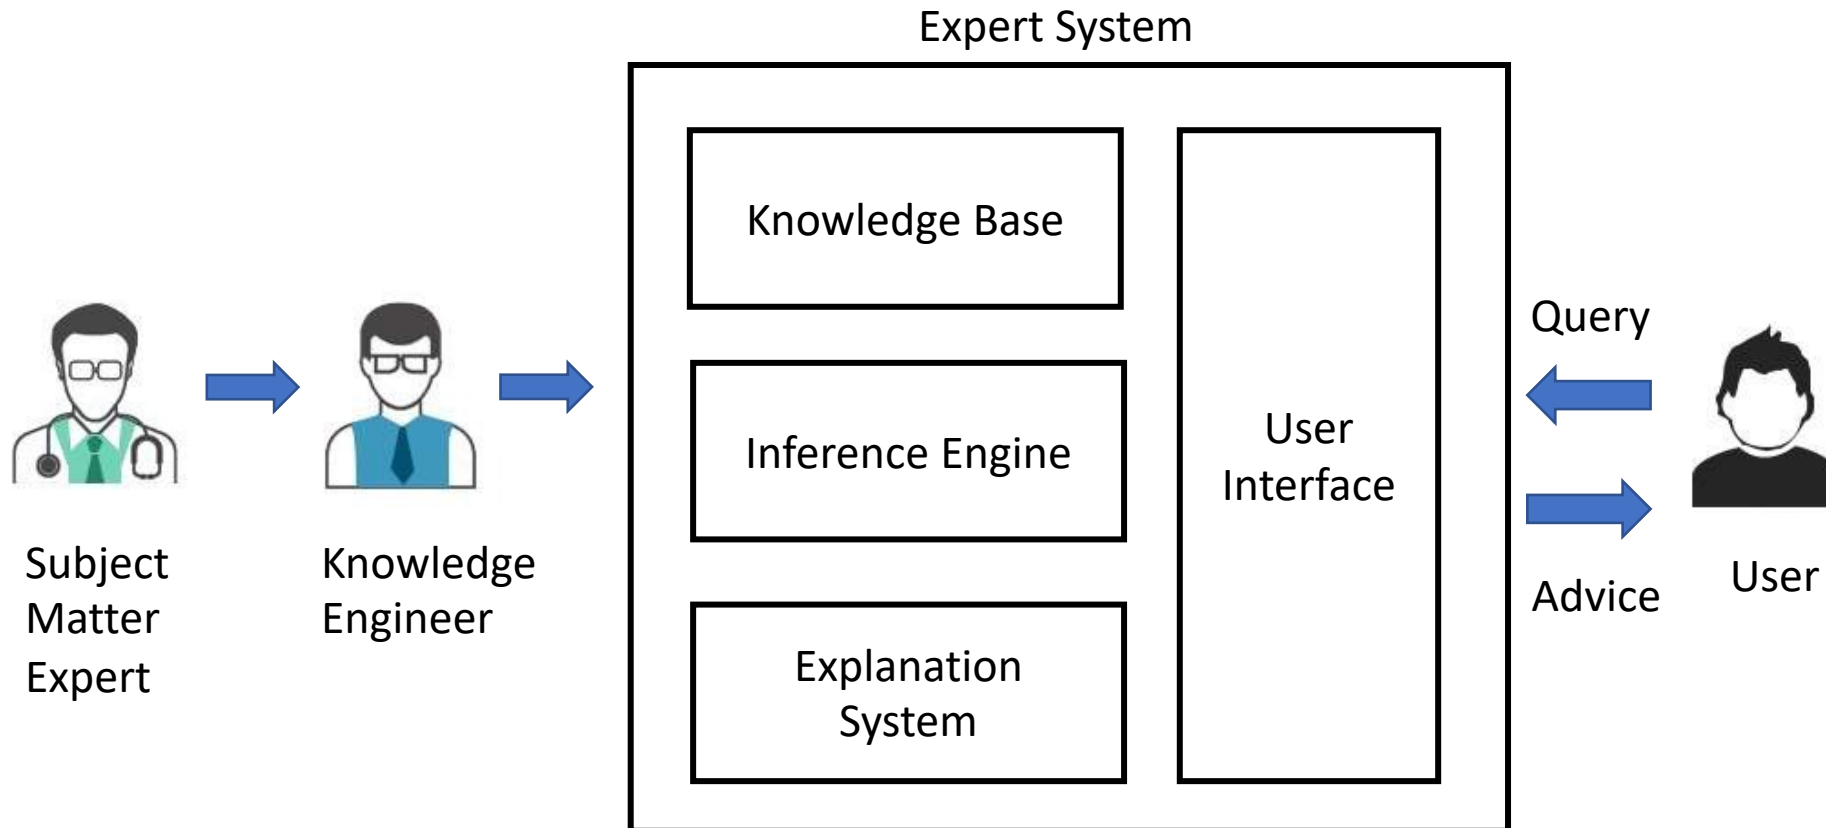 Expert System
Knowledge Base
Inference Engine
Explanation
System
User
Interface
Subject
Matter
Expert
Knowledge
Engineer
Query
Advice
User